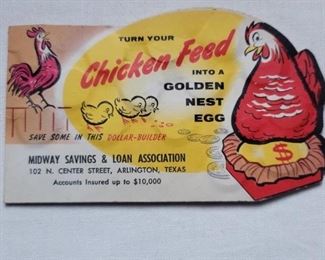 TURN YOUR
Chicken Feed
INTO A
GOLDEN
NEST
EGG
SAVE SOME IN THIS DOLLAR-BUILDER
MIDWAY SAVINGS & LOAN ASSOCIATION
102 N. CENTER STREET, ARLINGTON, TEXAS
Accounts Insured up to $10,000
$